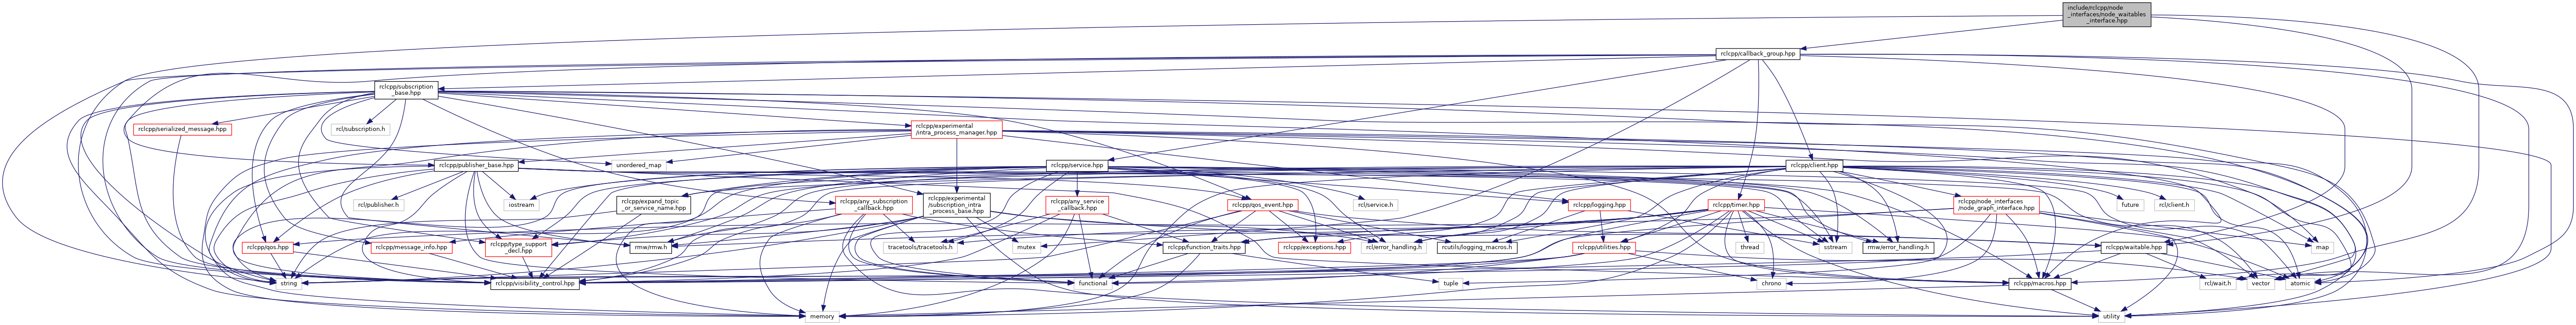 include/rclcpp/node
_interfaces/node_waitables
_interface.hpp
rclcpp/callback_group.hpp
rclcpp/subscription
_base.hpp
rclcpp/serialized_message.hpp
rcl/subscription.h
rclcpp/experimental
/intra_process_manager.hpp
rclcpp/publisher_base.hpp
unordered_map
rclcpp/service.hpp
rclcpp/client.hpp
rcl/publisher.h
iostream
rclcpp/expand_topic
_or_service_name.hpp
rclcpp/any_subscription
_callback.hpp
rclcpp/experimental
/subscription_intra
_process_base.hpp
rclcpp/any_service
_callback.hpp
rclcpp/qos_event.hpp
rcl/service.h
rclcpp/logging.hpp
rclcpp/timer.hpp
rclcpp/node_interfaces
/node_graph_interface.hpp
future
rcl/client.h
rclcpp/qos.hpp
rclcpp/message_info.hpp
rclcpp/type_support
_decl.hpp
rmw/rmw.h
tracetools/tracetools.h
mutex
rclcpp/function_traits.hpp
rclcpp/exceptions.hpp
rcl/error_handling.h
rcutils/logging_macros.h
rclcpp/utilities.hpp
thread
sstream
rmw/error_handling.h
rclcpp/waitable.hpp
map
string
rclcpp/visibility_control.hpp
functional
tuple
chrono
rclcpp/macros.hpp
rcl/wait.h
vector
atomic
memory
utility